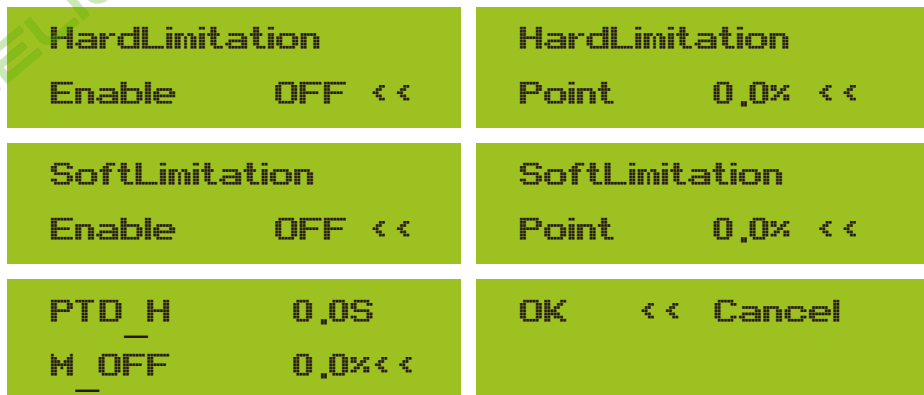 HardLimitation
Enable OFF <<
HardLimitation
Point 0.0% <<
SoftLimitation
Enable OFF <<
SoftLimitation
Point 0.0% <<
PTD_H 0.0S
M_OFF 0.0%<<
OK << Cancel